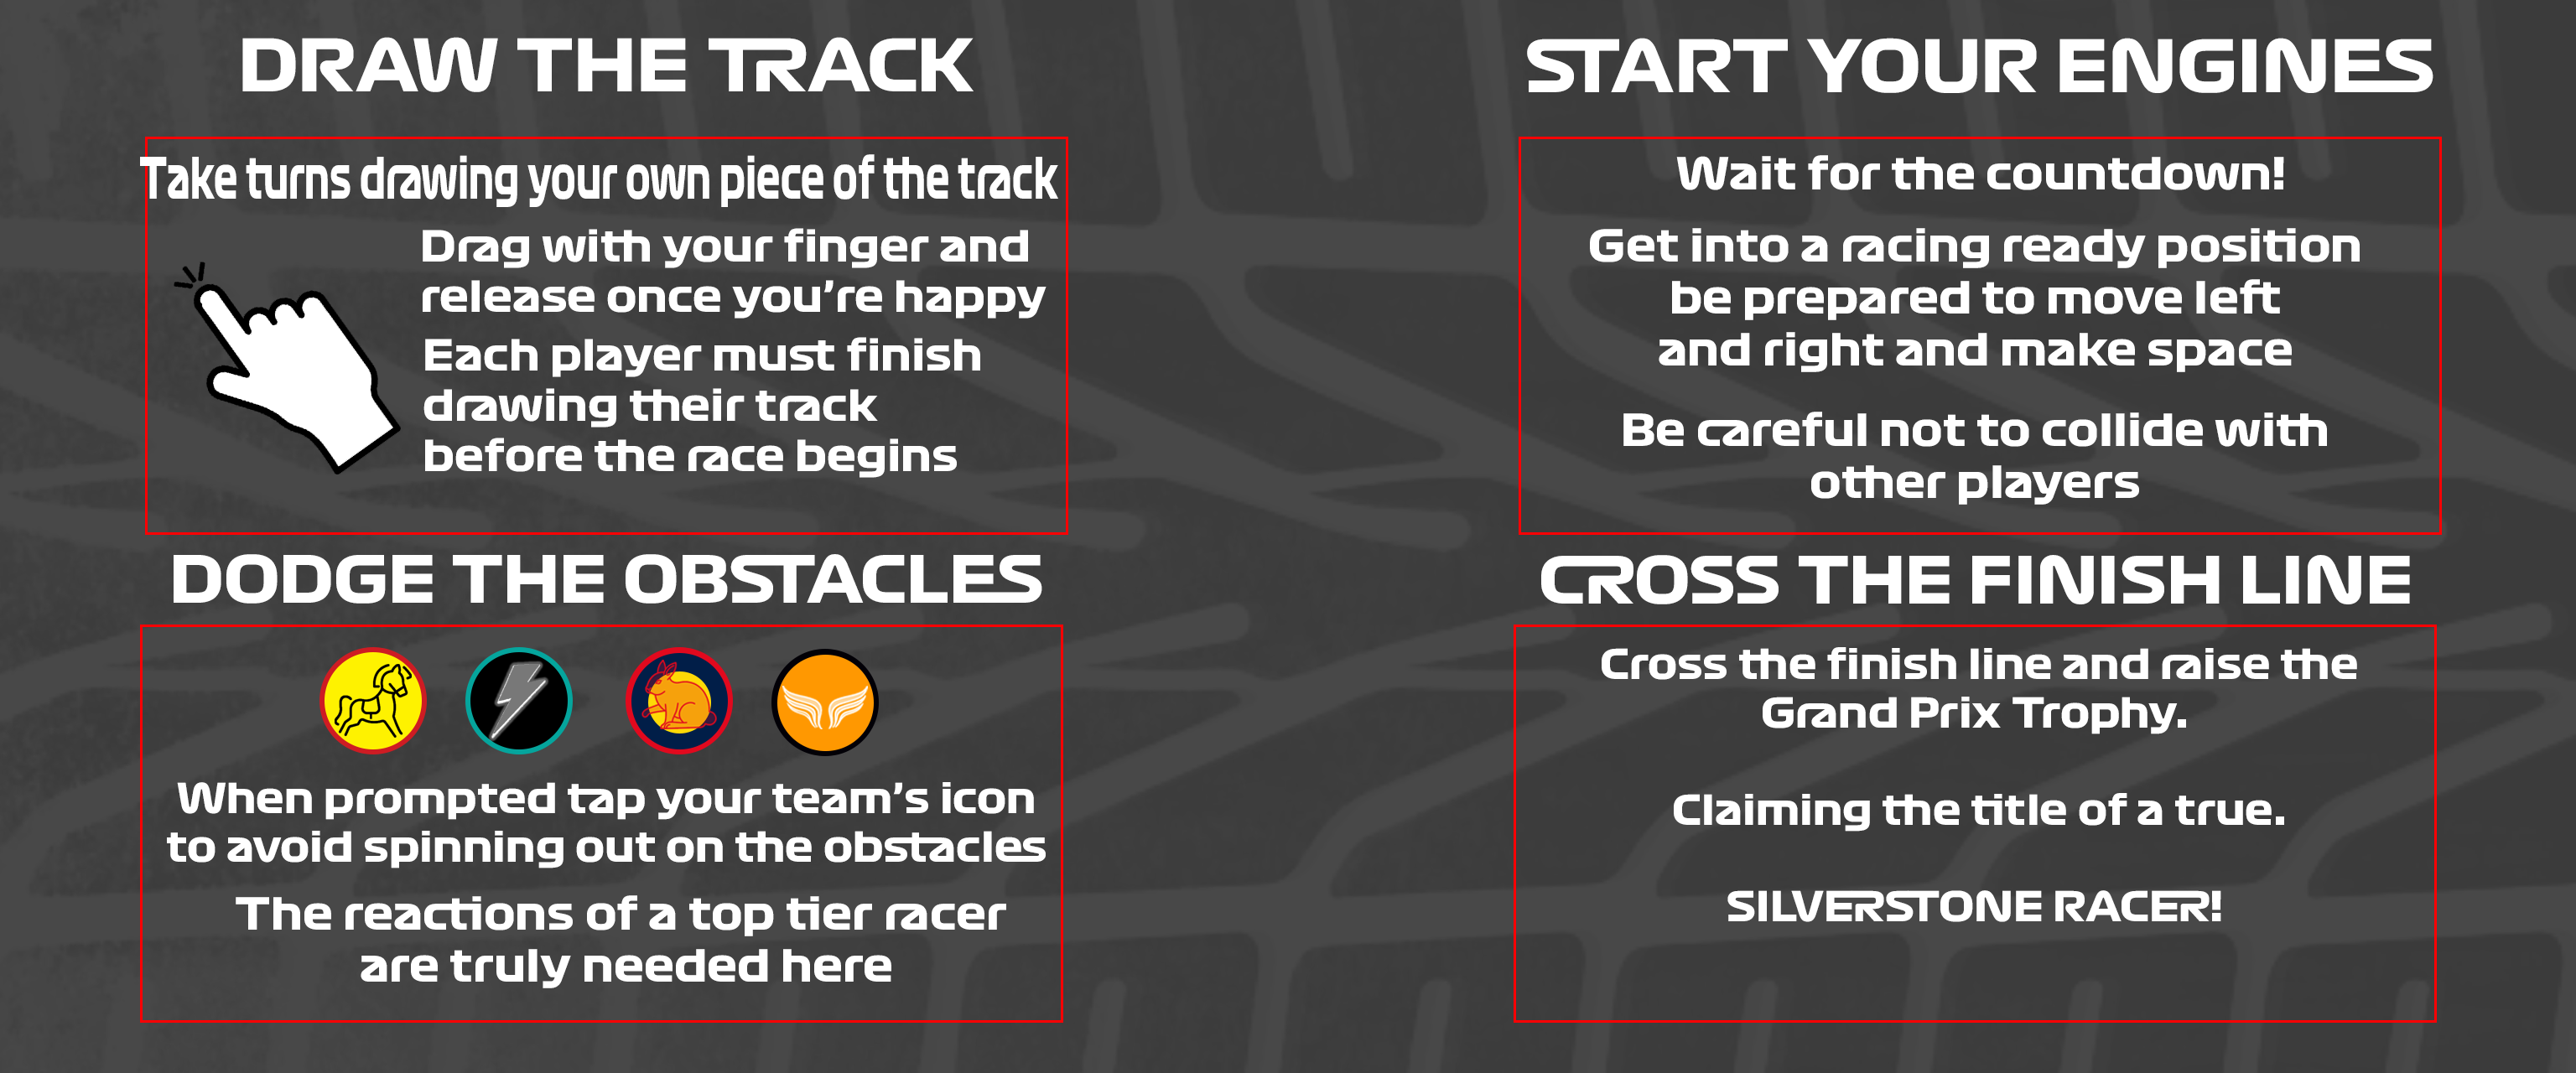 DRAW THE TRACK
Take turns drawing your own piece of the track
Drag with your finger and
release once you're happy
Each player must finish
drawing their track
before the race begins
START YOUR ENGINES
Wait for the countdown!
Get into a racing ready position
be prepared to move left
and right and make space
Be careful not to collide with
other players
DODGE THE OBSTACLES
When prompted tap your team's icon
to avoid spinning out on the obstacles
The reactions of a top tier racer
are truly needed here
CROSS THE FINISH LINE
Cross the finish line and raise the
Grand Prix Trophy.
Claiming the title of a true.
SILVERSTONE RACER!